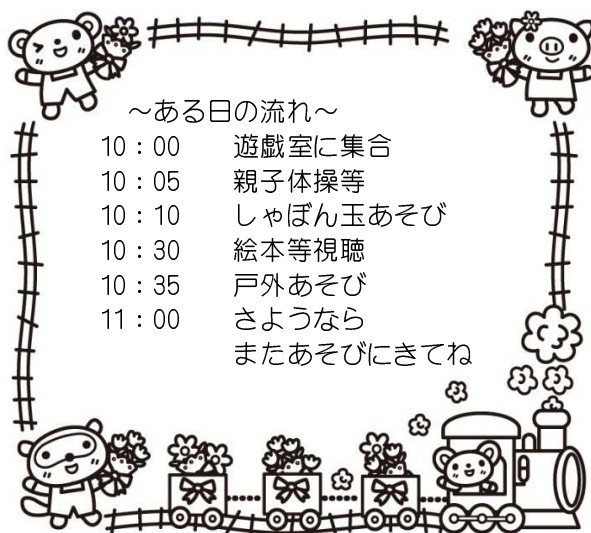 ～ある日の流れ～
10：00　遊戯室に集合
10：05　親子体操等
10：10　しゃぼん玉あそび
10：30　絵本等視聴
10：35　戸外あそび
11：00　さようなら
またあそびにきてね